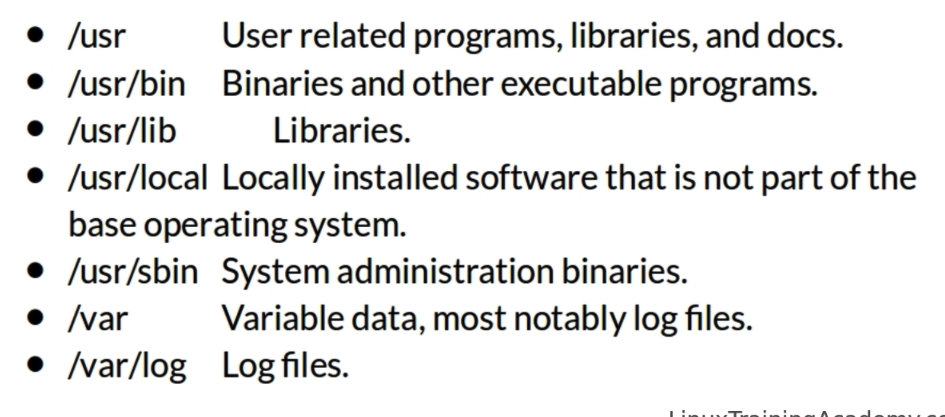 • /usr User related programs, libraries, and docs.
• /usr/bin Binaries and other executable programs.
• /usr/lib Libraries.
• /usr/local Locally installed software that is not part of the
base operating system.
• /usr/sbin System administration binaries.
• /var Variable data, most notably log files.
• /var/log Log files.